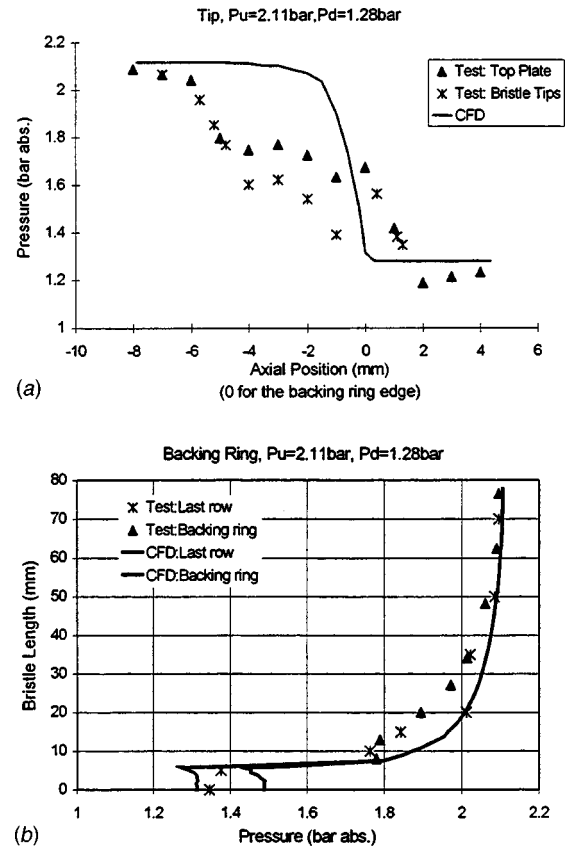 Tip, Pu=2.11bar,Pd=1.28bar
2.2
2
1.8
1.6
1.4
1.2
1
Pressure (bar abs.)
Test: Top Plate
Test: Bristle Tips
CFD
-10
-8
-6
-4
-2
0
2
4
6
Axial Position (mm)
(0 for the backing ring edge)
(a)
Backing Ring, Pu=2.11bar, Pd=1.28bar
80
70
60
50
40
30
20
10
0
Bristle Length (mm)
Test:Last row
Test:Backing ring
CFD:Last row
CFD:Backing ring
1
1.2
1.4
1.6
1.8
2
2.2
Pressure (bar abs.)
(b)